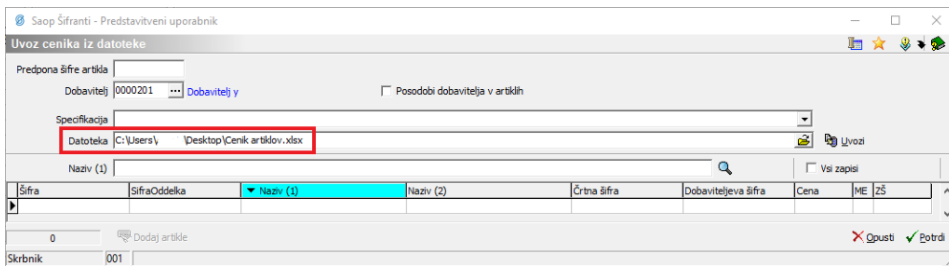 Saop Šifranti - Predstavitveni uporabnik
Uvoz cenika iz datoteke
Predpona šifre artikla
Dobavitelj 0000201 ... Dobavitelj y Posodobi dobavitelja v artiklih
Specifikacija
Datoteka C:\Users\ \Desktop\Cenik artiklov.xlsx Uvozi
Naziv (1) Vsi zapisi
Šifra SifraOddelka Naziv (1) Naziv (2) Črtna šifra Dobaviteljeva šifra Cena ME ZŠ
0 Dodaj artikle Opusti Potrdi
Skrbnik 001